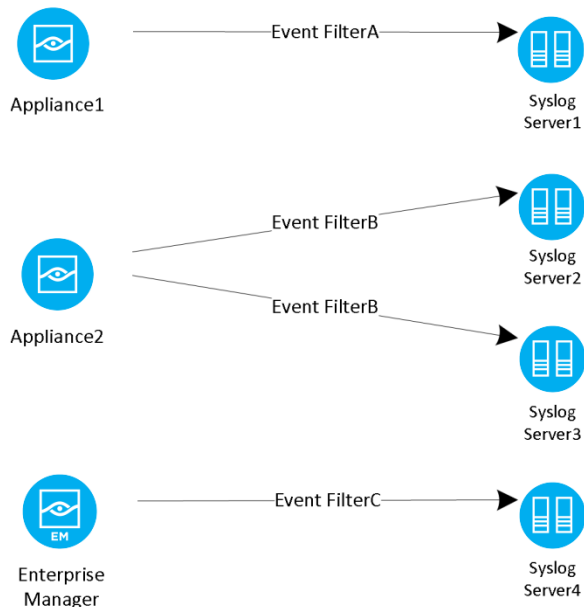 Event FilterA
Appliance1
Syslog
Server1
Event FilterB
Syslog
Server2
Event FilterB
Appliance2
Syslog
Server3
Event FilterC
EM
Enterprise
Manager
Syslog
Server4